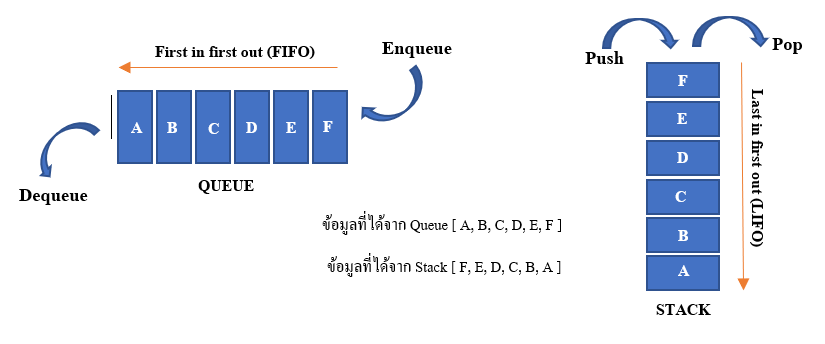 First in first out (FIFO)
Enqueue
A B C D E F
Dequeue
QUEUE
ข้อมูลที่ได้จาก Queue [ A, B, C, D, E, F ]
ข้อมูลที่ได้จาก Stack [ F, E, D, C, B, A ]
Push
Pop
F
E
D
C
B
A
Last in first out (LIFO)
STACK